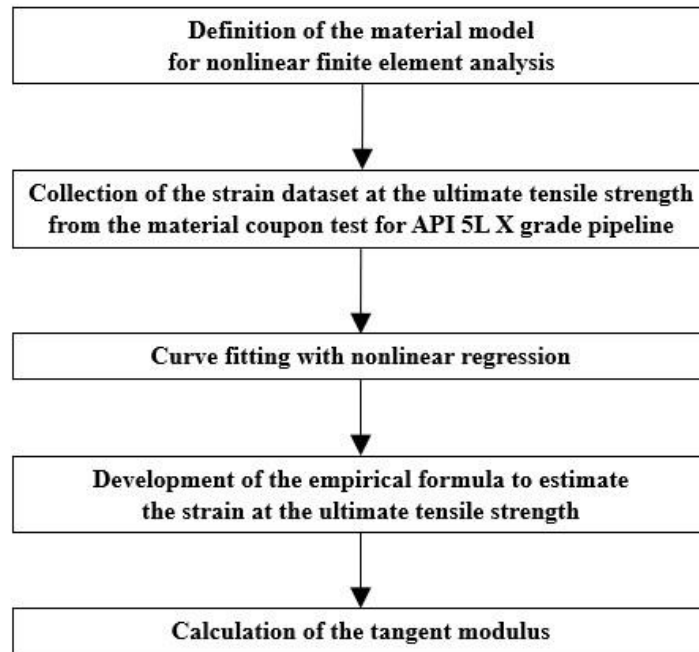 Definition of the material model
for nonlinear finite element analysis
Collection of the strain dataset at the ultimate tensile strength
from the material coupon test for API 5L X grade pipeline
Curve fitting with nonlinear regression
Development of the empirical formula to estimate
the strain at the ultimate tensile strength
Calculation of the tangent modulus